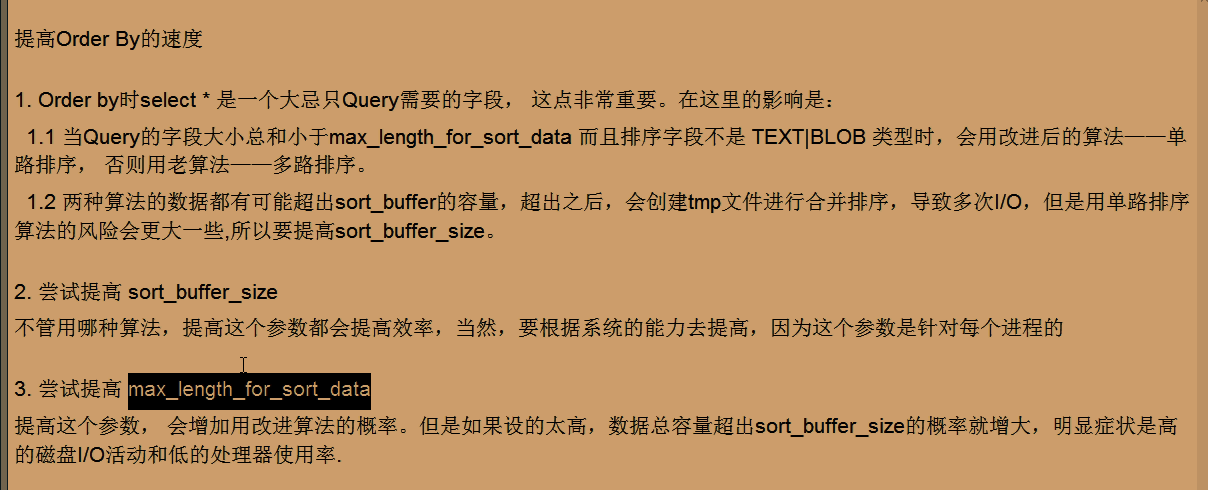 提高Order By的速度
1. Order by时select * 是一个大忌只Query需要的字段， 这点非常重要。在这里的影响是：
1.1 当Query的字段大小总和小于max_length_for_sort_data 而且排序字段不是 TEXT|BLOB 类型时，会用改进后的算法——单
路排序， 否则用老算法——多路排序。
1.2 两种算法的数据都有可能超出sort_buffer的容量，超出之后，会创建tmp文件进行合并排序，导致多次I/O，但是用单路排序
算法的风险会更大一些,所以要提高sort_buffer_size。
2. 尝试提高 sort_buffer_size
不管用哪种算法，提高这个参数都会提高效率，当然，要根据系统的能力去提高，因为这个参数是针对每个进程的
3. 尝试提高 max_length_for_sort_data
提高这个参数， 会增加用改进算法的概率。但是如果设的太高，数据总容量超出sort_buffer_size的概率就增大，明显症状是高
的磁盘I/O活动和低的处理器使用率.